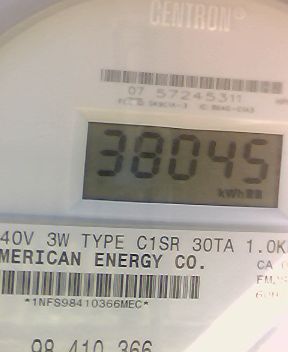 CENTRON®
07 57245311
38045
kWh
40V 3W TYPE C1SR 30TA 1.0K
MERICAN ENERGY CO.
CA
*1NFS98410366MEC*
98 410 366